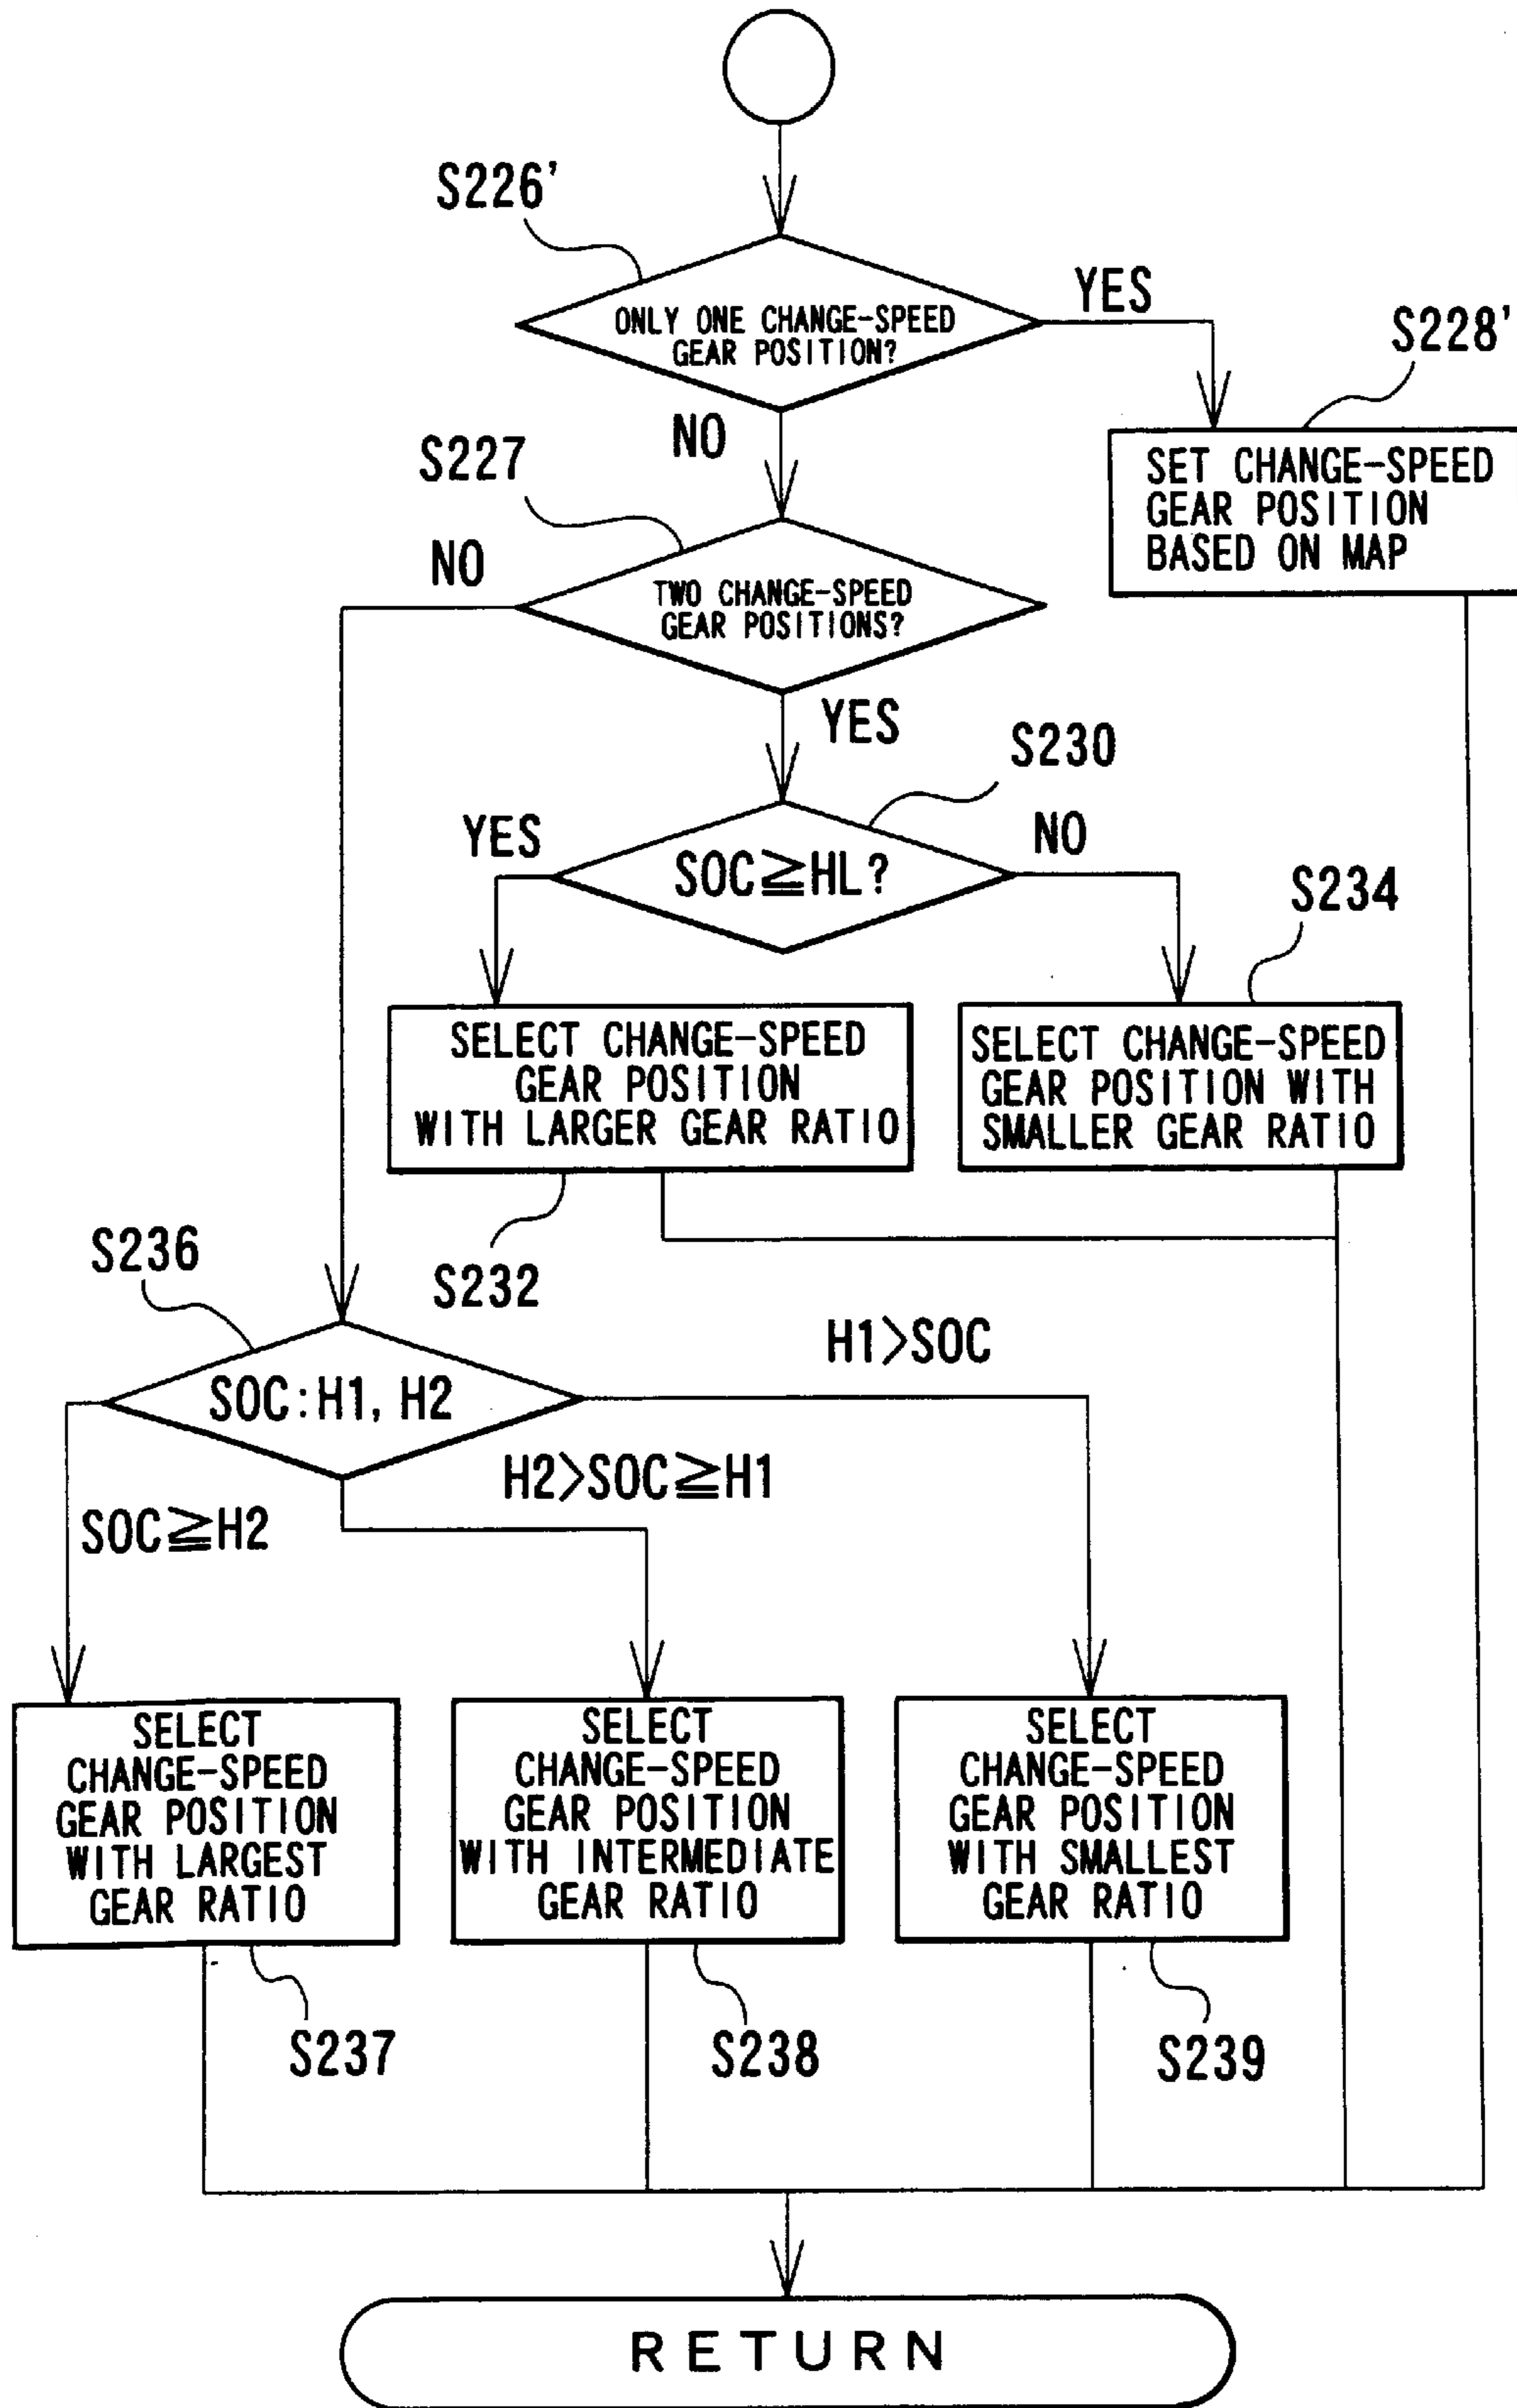 S226'
ONLY ONE CHANGE-SPEED
GEAR POSITION?
YES
S228'
SET CHANGE-SPEED
GEAR POSITION
BASED ON MAP
NO
S227
TWO CHANGE-SPEED
GEAR POSITIONS?
NO
YES
S230
SOC≧HL?
YES
NO
S234
SELECT CHANGE-SPEED
GEAR POSITION
WITH LARGER GEAR RATIO
SELECT CHANGE-SPEED
GEAR POSITION WITH
SMALLER GEAR RATIO
S232
S236
SOC:H1, H2
H1>SOC
H2>SOC≧H1
SOC≧H2
SELECT
CHANGE-SPEED
GEAR POSITION
WITH LARGEST
GEAR RATIO
SELECT
CHANGE-SPEED
GEAR POSITION
WITH INTERMEDIATE
GEAR RATIO
SELECT
CHANGE-SPEED
GEAR POSITION
WITH SMALLEST
GEAR RATIO
S237
S238
S239
RETURN